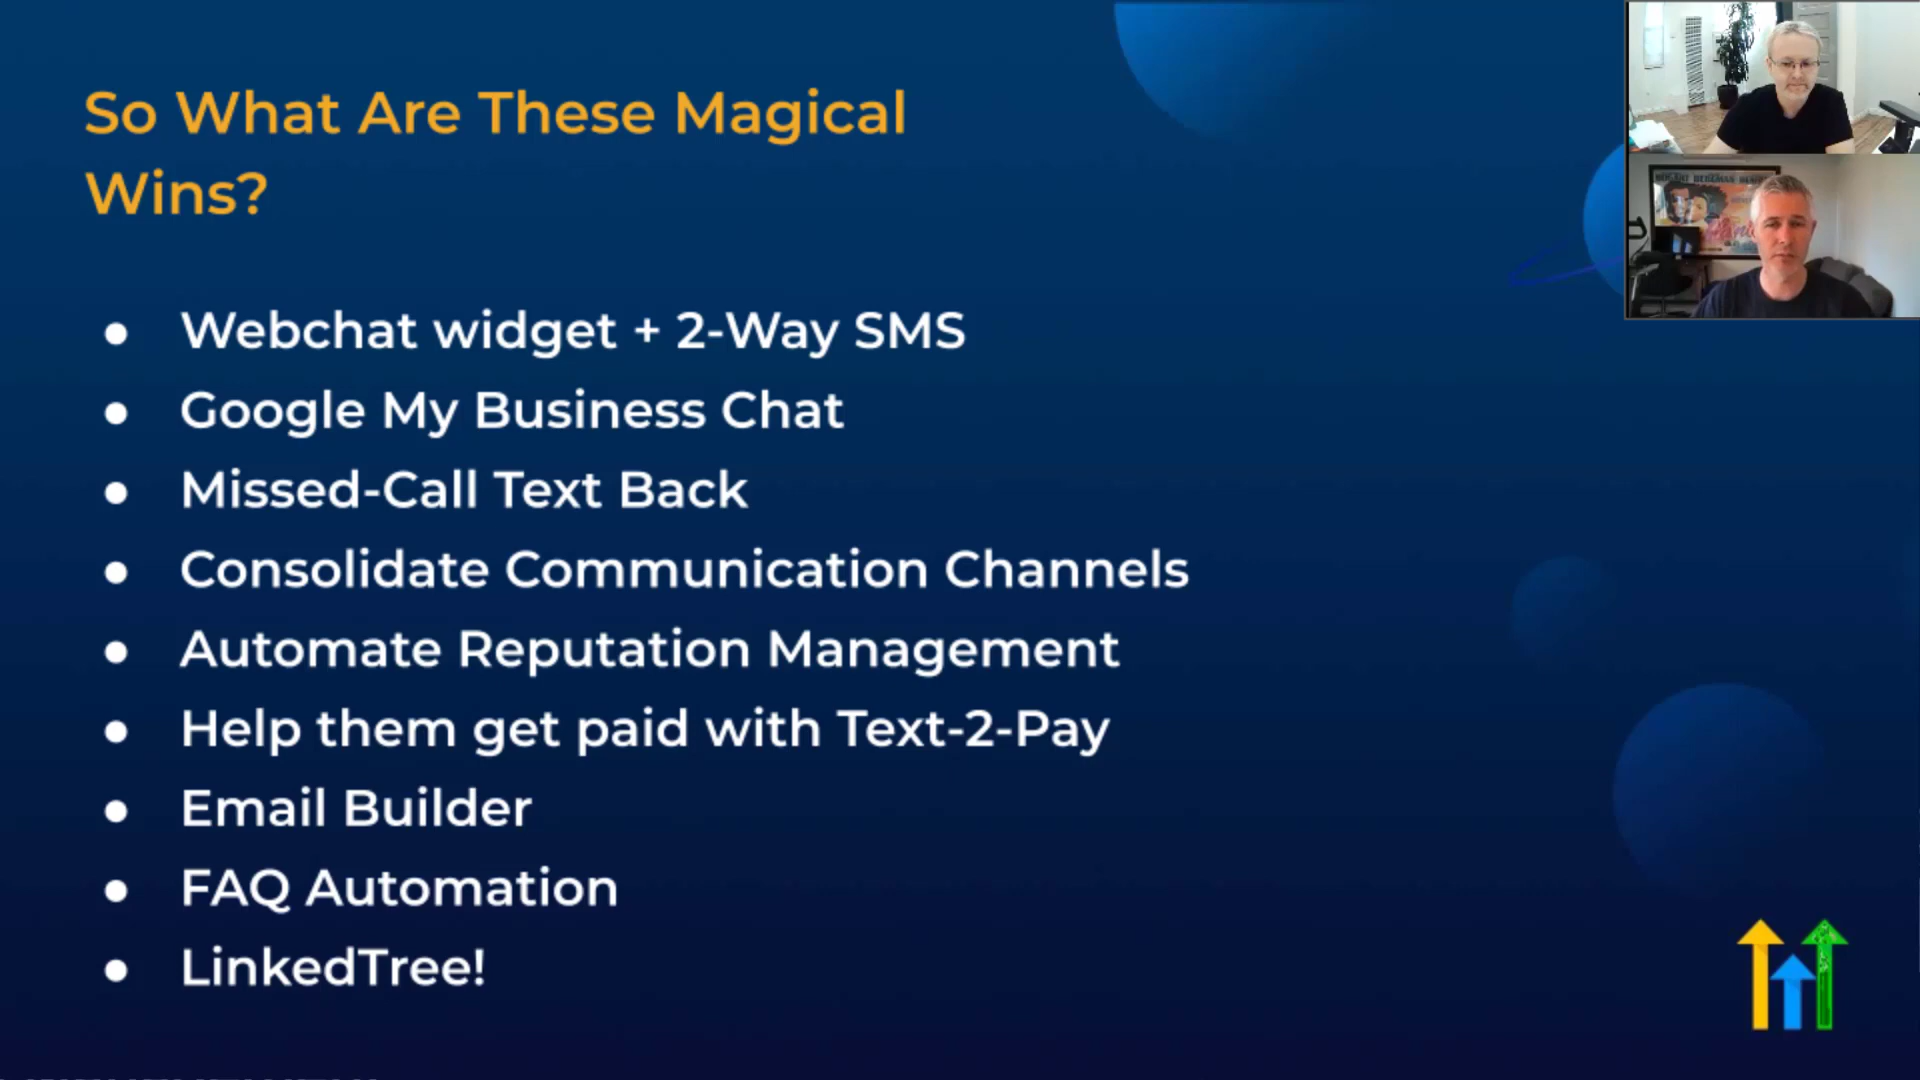 So What Are These Magical
Wins?
● Webchat widget + 2-Way SMS
● Google My Business Chat
● Missed-Call Text Back
● Consolidate Communication Channels
● Automate Reputation Management
● Help them get paid with Text-2-Pay
● Email Builder
● FAQ Automation
● LinkedTree!